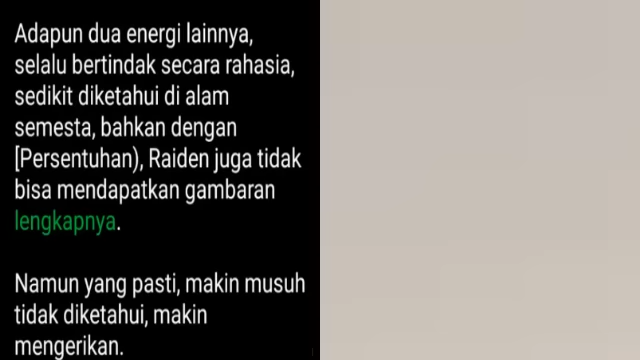 Adapun dua energi lainnya,
selalu bertindak secara rahasia,
sedikit diketahui di alam
semesta, bahkan dengan
[Persentuhan), Raiden juga tidak
bisa mendapatkan gambaran
lengkapnya.
Namun yang pasti, makin musuh
tidak diketahui, makin
mengerikan.